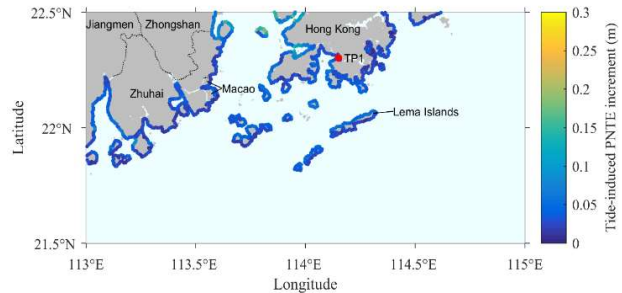 22.5°N
22°N
21.5°N
Latitude
Jiangmen
Zhongshan
Hong Kong
TP1
Zhuhai
Macao
Lema Islands
113°E
113.5°E
114°E
114.5°E
115°E
Longitude
0.3
0.25
0.2
0.15
0.1
0.05
0
Tide-induced PNTE increment (m)